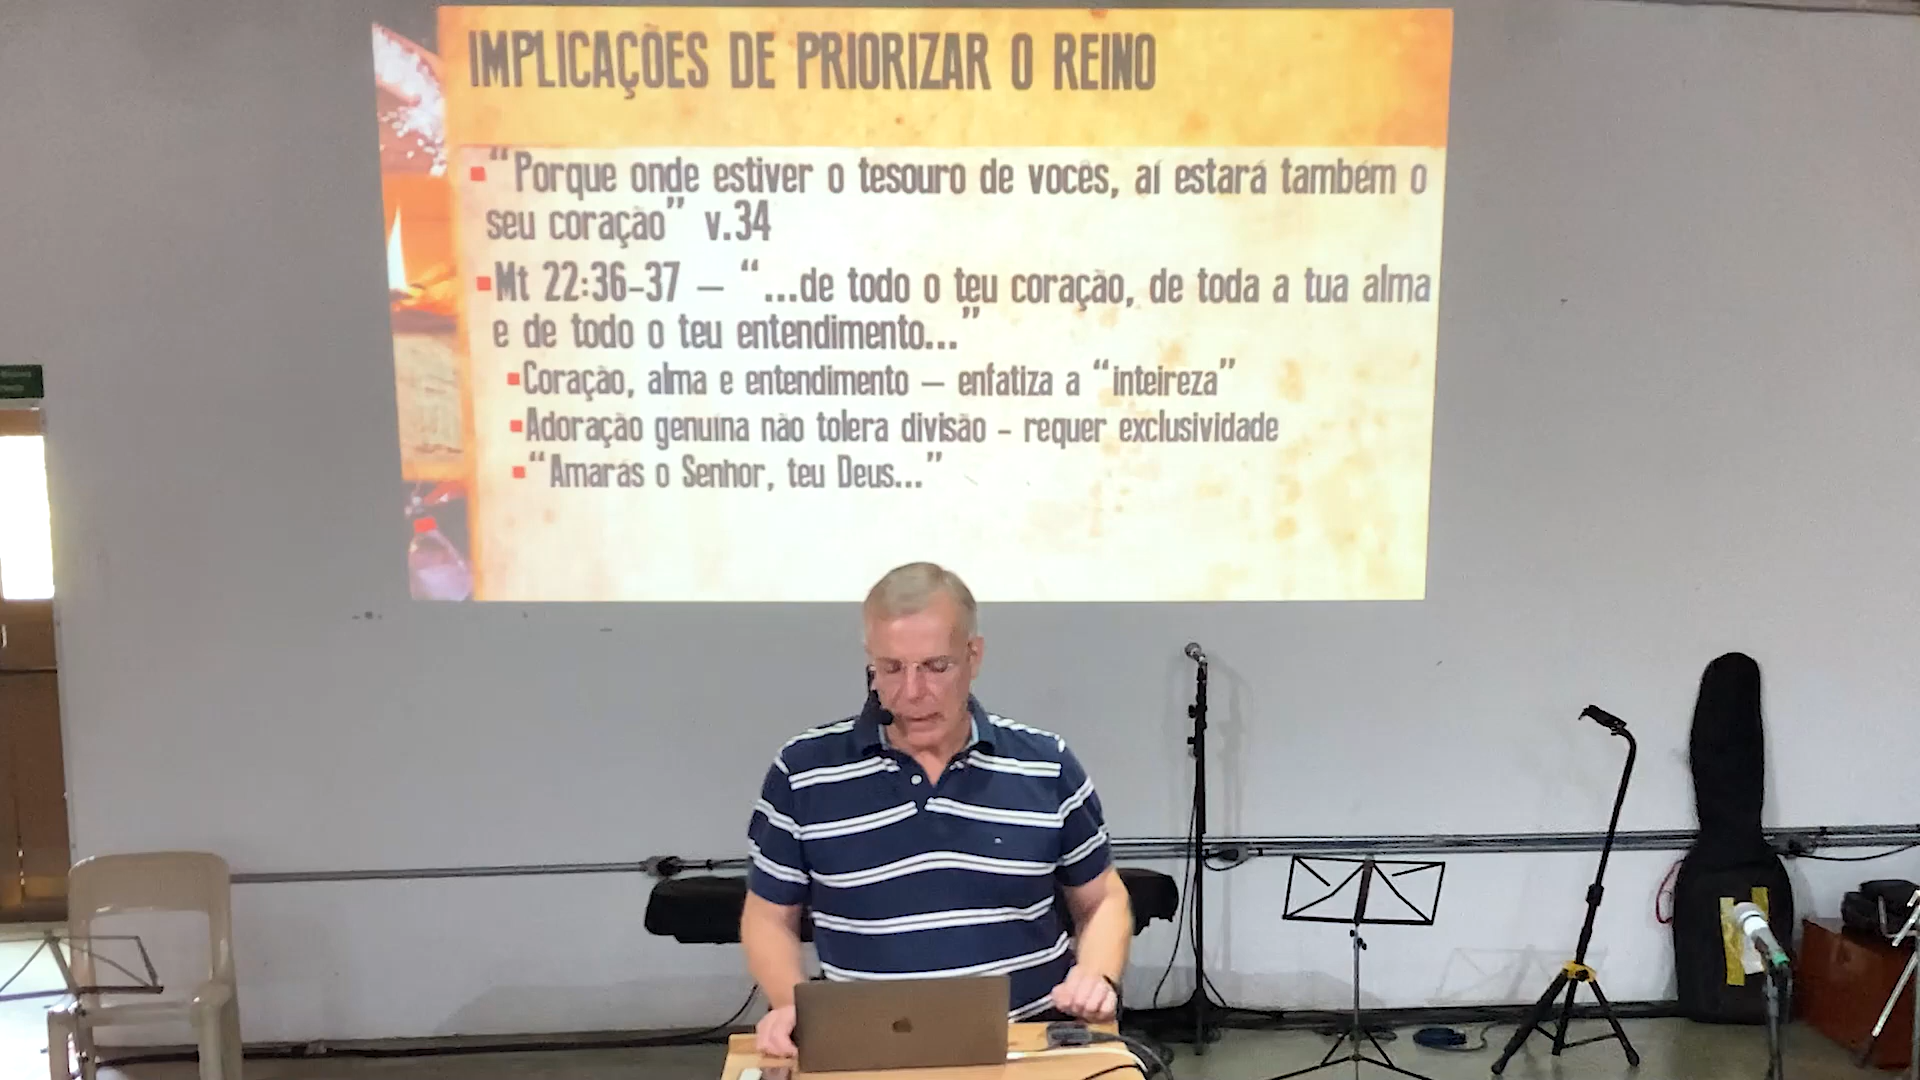 IMPLICAÇÕES DE PRIORIZAR O REINO
“Porque onde estiver o tesouro de vocês, aí estará também o
seu coração” v.34
Mt 22:36-37 – “...de todo o teu coração, de toda a tua alma
e de todo o teu entendimento...”
Coração, alma e entendimento – enfatiza a “inteireza”
Adoração genuína não tolera divisão - requer exclusividade
“Amarás o Senhor, teu Deus...”